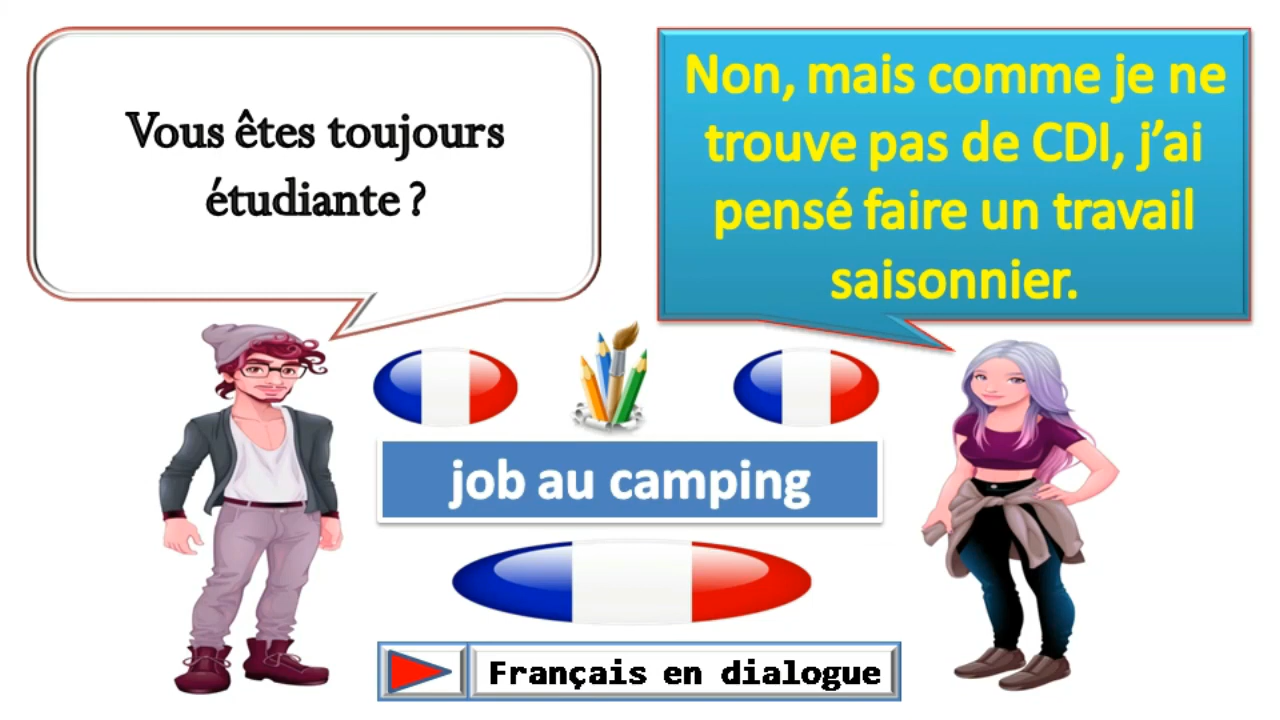 Vous êtes toujours
étudiante ?
Non, mais comme je ne
trouve pas de CDI, j’ai
pensé faire un travail
saisonnier.
job au camping
Français en dialogue